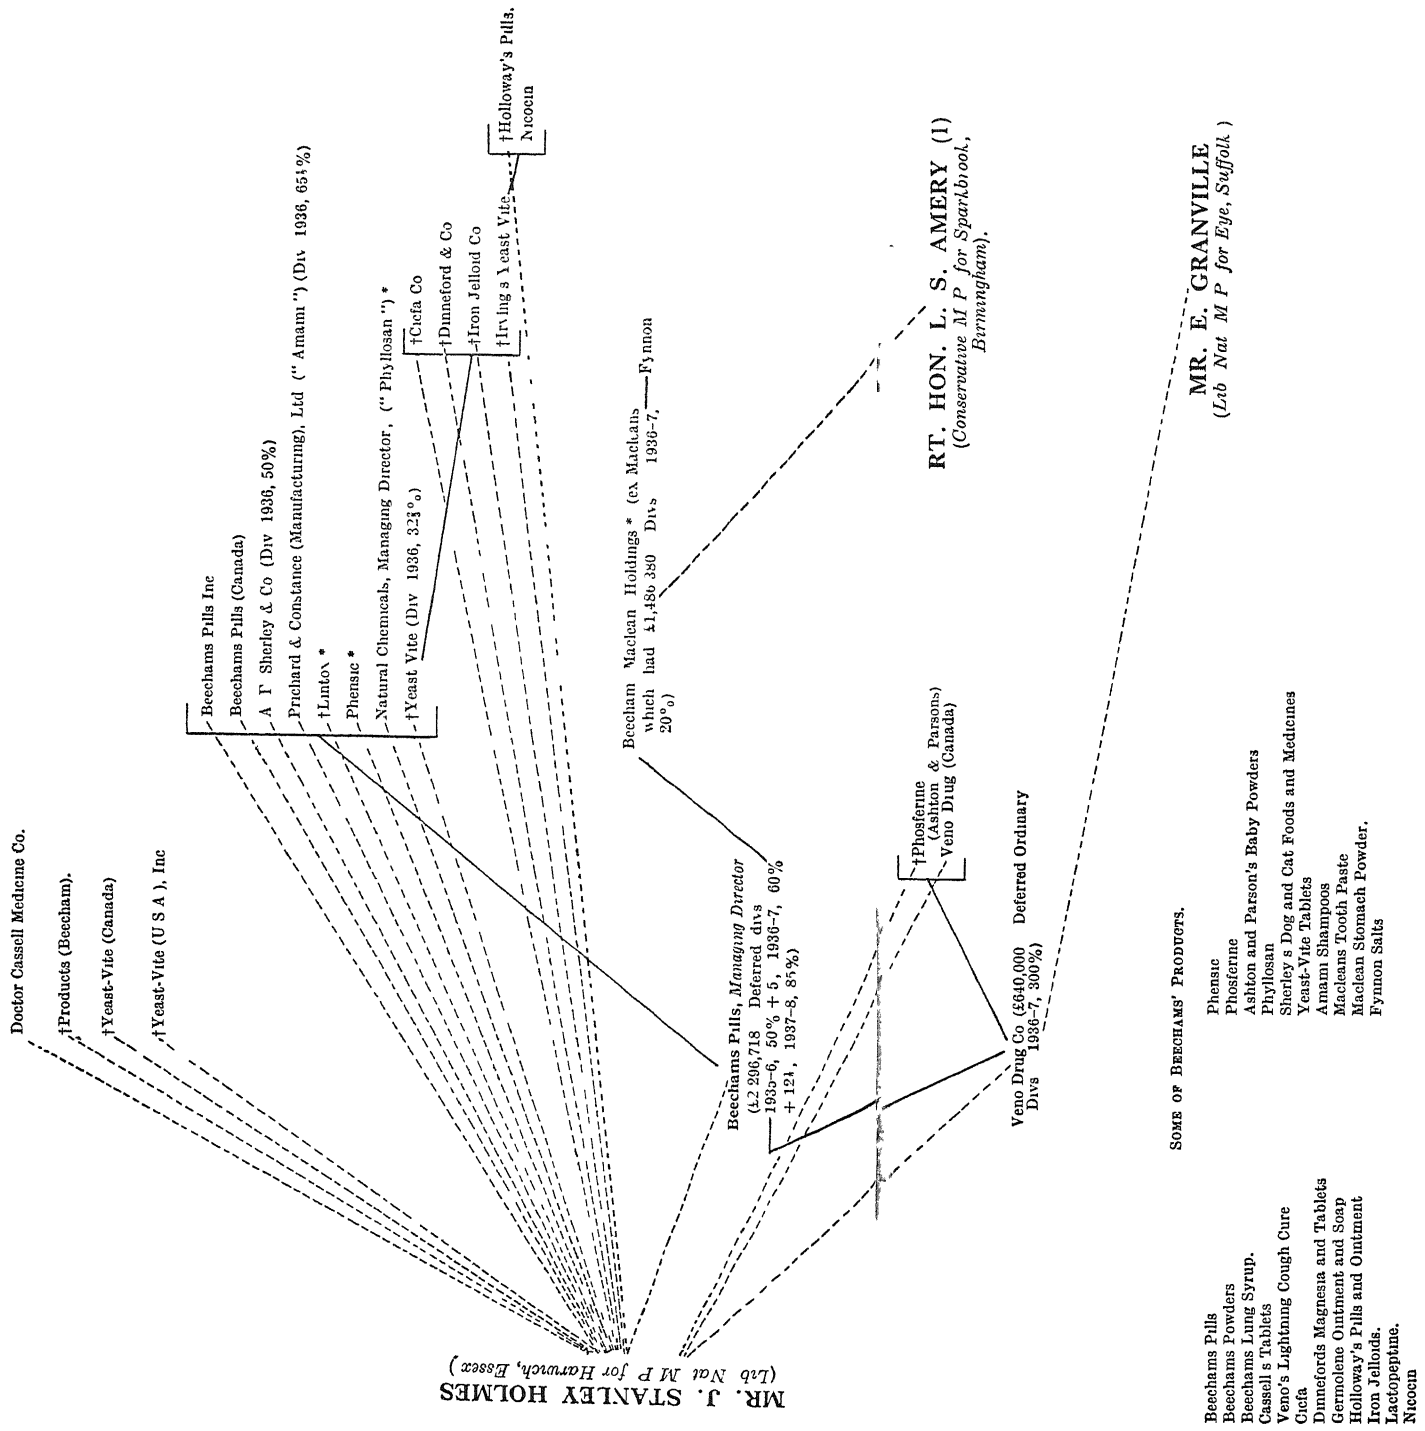 Doctor Cassell Medicine Co.
†Products (Beecham).
†Yeast-Vite (Canada)
†Yeast-Vite (U S A ), Inc
Beechams Pills Inc
Beechams Pills (Canada)
A F Sherley & Co (Div 1936, 50%)
Prichard & Constance (Manufacturing), Ltd (" Amami ") (Div 1936, 65½%)
†Lintox *
Phensic *
Natural Chemicals, Managing Director, (" Phyllosan ") *
†Yeast Vite (Div 1936, 32¾%)
†Cicfa Co
†Dinneford & Co
†Iron Jelloid Co
†Irving s Yeast Vite
†Holloway's Pills.
Nicocin
MR. J. STANLEY HOLMES
(Lib Nat M P for Harwich, Essex)
Beecham Maclean Holdings * (ex Macleans
which had £1,486 380 Divs 1936-7,
20%)
Fynnon
Beechams Pills, Managing Director
(£2 296,718 Deferred divs
1935-6, 50% + 5, 1936-7, 60%
+ 12½, 1937-8, 85%)
†Phosferine
(Ashton & Parsons)
Veno Drug (Canada)
Veno Drug Co (£640,000 Deferred Ordinary
Divs 1936-7, 300%)
RT. HON. L. S. AMERY (1)
(Conservative M P for Sparkbrook,
Birmingham).
MR. E. GRANVILLE
(Lib Nat M P for Eye, Suffolk )
SOME OF BEECHAMS' PRODUCTS.
Beechams Pills
Beechams Powders
Beechams Lung Syrup.
Cassell s Tablets
Veno's Lightning Cough Cure
Cicfa
Dinnefords Magnesia and Tablets
Germolene Ointment and Soap
Holloway's Pills and Ointment
Iron Jelloids.
Lactopeptine.
Nicocin
Phensic
Phosferine
Ashton and Parson's Baby Powders
Phyllosan
Sherley s Dog and Cat Foods and Medicines
Yeast-Vite Tablets
Amami Shampoos
Macleans Tooth Paste
Maclean Stomach Powder.
Fynnon Salts